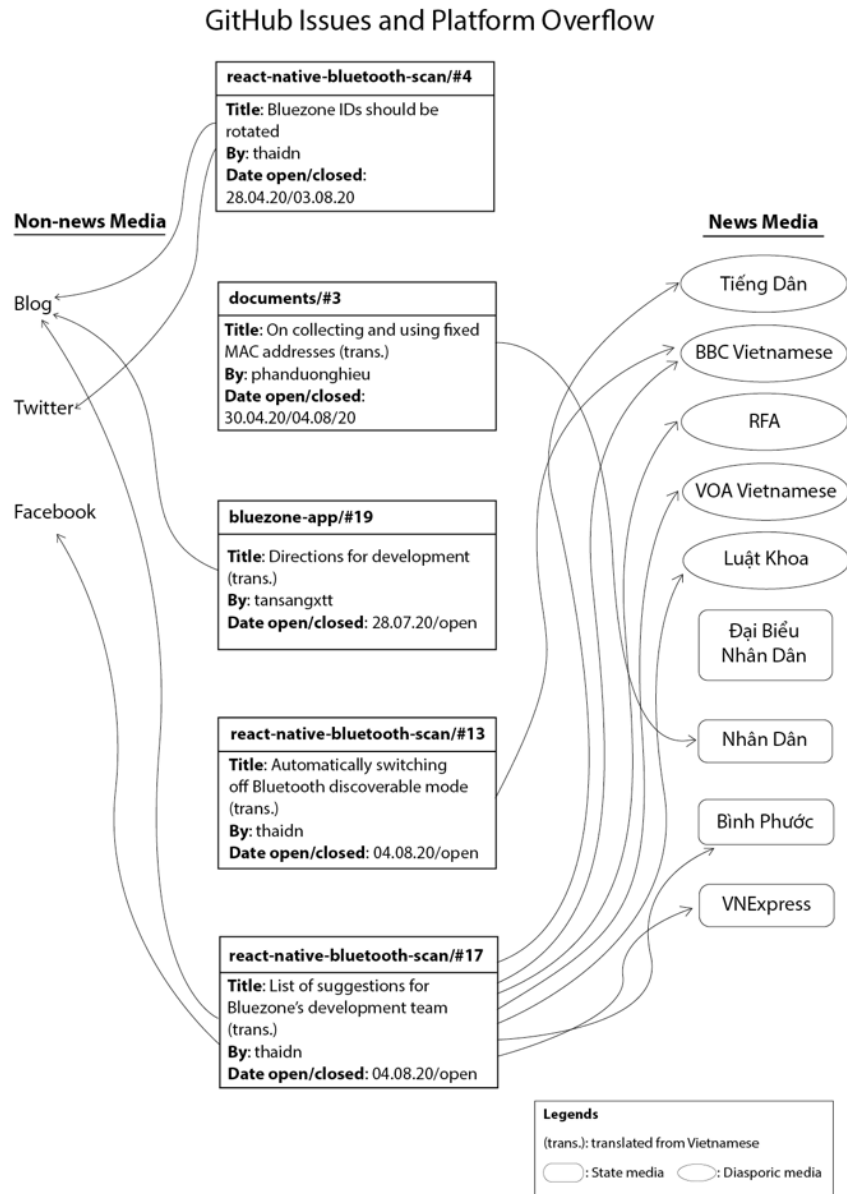 GitHub Issues and Platform Overflow
react-native-bluetooth-scan/#4
Title: Bluezone IDs should be
rotated
By: thaidn
Date open/closed:
28.04.20/03.08.20
Non-news Media
Blog
Twitter
Facebook
documents/#3
Title: On collecting and using fixed
MAC addresses (trans.)
By: phanduonghieu
Date open/closed:
30.04.20/04.08/20
bluezone-app/#19
Title: Directions for development
(trans.)
By: tansangxtt
Date open/closed: 28.07.20/open
react-native-bluetooth-scan/#13
Title: Automatically switching
off Bluetooth discoverable mode
(trans.)
By: thaidn
Date open/closed: 04.08.20/open
react-native-bluetooth-scan/#17
Title: List of suggestions for
Bluezone's development team
(trans.)
By: thaidn
Date open/closed: 04.08.20/open
News Media
Tiếng Dân
BBC Vietnamese
RFA
VOA Vietnamese
Luật Khoa
Đại Biểu
Nhân Dân
Nhân Dân
Bình Phước
VNExpress
Legends
(trans.): translated from Vietnamese
: State media
: Diasporic media